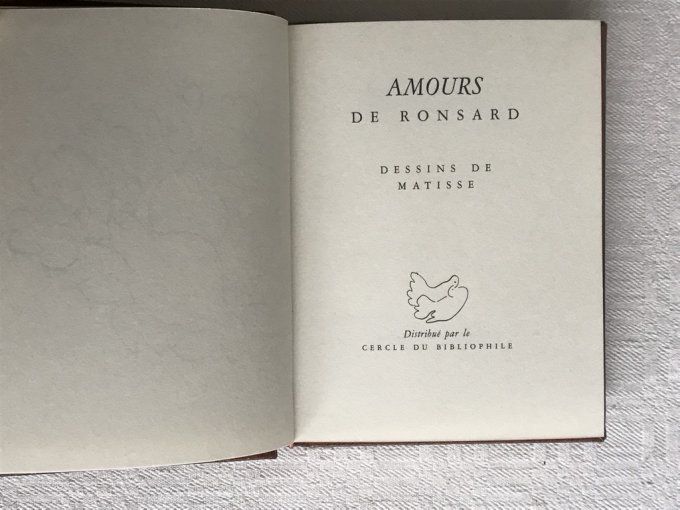 AMOURS
DE RONSARD
DESSINS DE
MATISSE
Distribué par le
CERCLE DU BIBLIOPHILE